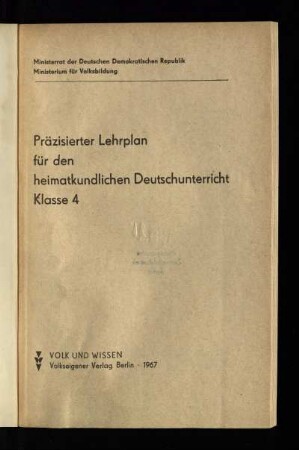 Ministerrat der Deutschen Demokratischen Republik
Ministerium für Volksbildung
Präzisierter Lehrplan
für den
heimatkundlichen Deutschunterricht
Klasse 4
VOLK UND WISSEN
Volkseigener Verlag Berlin · 1967